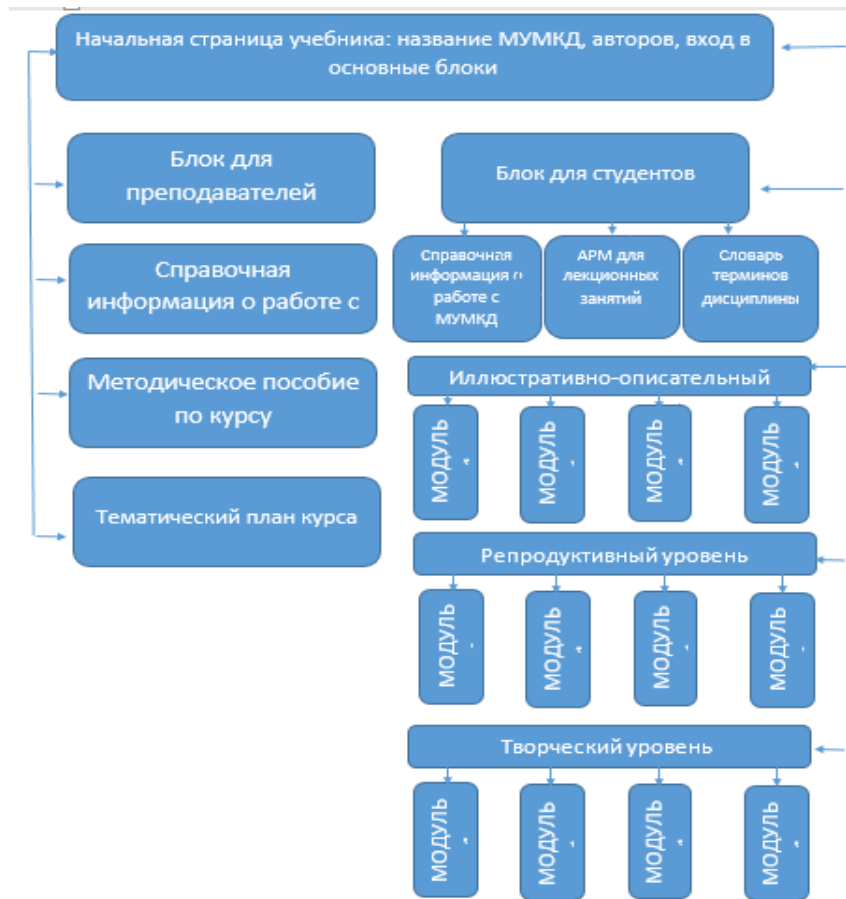 Начальная страница учебника: название МУМКД, авторов, вход в
основные блоки
Блок для
преподавателей
Справочная
информация о работе с
Методическое пособие
по курсу
Тематический план курса
Блок для студентов
Справочная
информация о
работе с
МУМКД
АРМ для
лекционных
занятий
Словарь
терминов
дисциплины
Иллюстративно-описательный
МОДУЛЬ
МОДУЛЬ
МОДУЛЬ
МОДУЛЬ
Репродуктивный уровень
МОДУЛЬ
МОДУЛЬ
МОДУЛЬ
МОДУЛЬ
Творческий уровень
МОДУЛЬ
МОДУЛЬ
МОДУЛЬ
МОДУЛЬ